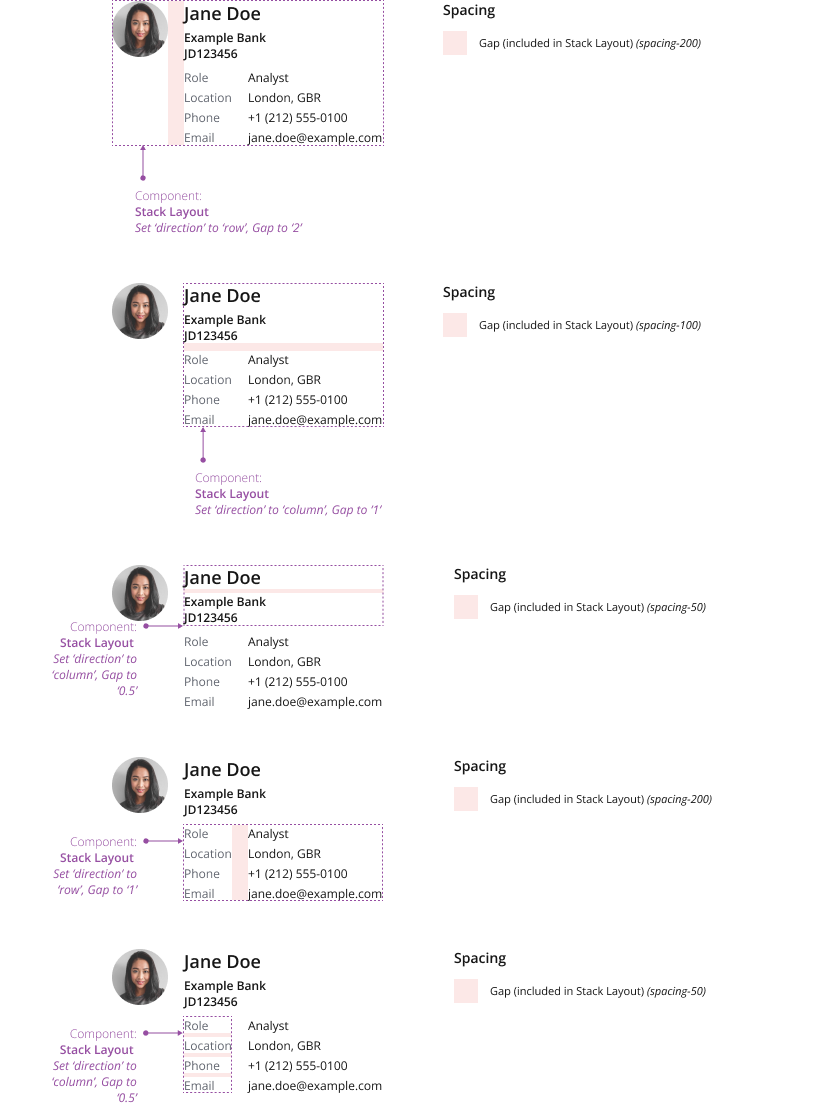 Jane Doe
Example Bank
JD123456
Role Analyst
Location London, GBR
Phone +1 (212) 555-0100
Email jane.doe@example.com
Spacing
Gap (included in Stack Layout) (spacing-200)
Component:
Stack Layout
Set ‘direction’ to ‘row’, Gap to ‘2’
Jane Doe
Example Bank
JD123456
Role Analyst
Location London, GBR
Phone +1 (212) 555-0100
Email jane.doe@example.com
Spacing
Gap (included in Stack Layout) (spacing-100)
Component:
Stack Layout
Set ‘direction’ to ‘column’, Gap to ‘1’
Jane Doe
Example Bank
JD123456
Role Analyst
Location London, GBR
Phone +1 (212) 555-0100
Email jane.doe@example.com
Component:
Stack Layout
Set ‘direction’ to
‘column’, Gap to
‘0.5’
Spacing
Gap (included in Stack Layout) (spacing-50)
Jane Doe
Example Bank
JD123456
Role Analyst
Location London, GBR
Phone +1 (212) 555-0100
Email jane.doe@example.com
Component:
Stack Layout
Set ‘direction’ to
‘row’, Gap to ‘1’
Spacing
Gap (included in Stack Layout) (spacing-200)
Jane Doe
Example Bank
JD123456
Role Analyst
Location London, GBR
Phone +1 (212) 555-0100
Email jane.doe@example.com
Component:
Stack Layout
Set ‘direction’ to
‘column’, Gap to
‘0.5’
Spacing
Gap (included in Stack Layout) (spacing-50)